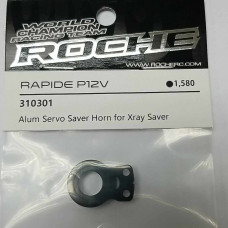 WORLD
CHAMPION
RACING TEAM
ROCHE
© WWW.ROCHERC.COM
RAPIDE P12V
●1,580
310301
Alum Servo Saver Horn for Xray Saver